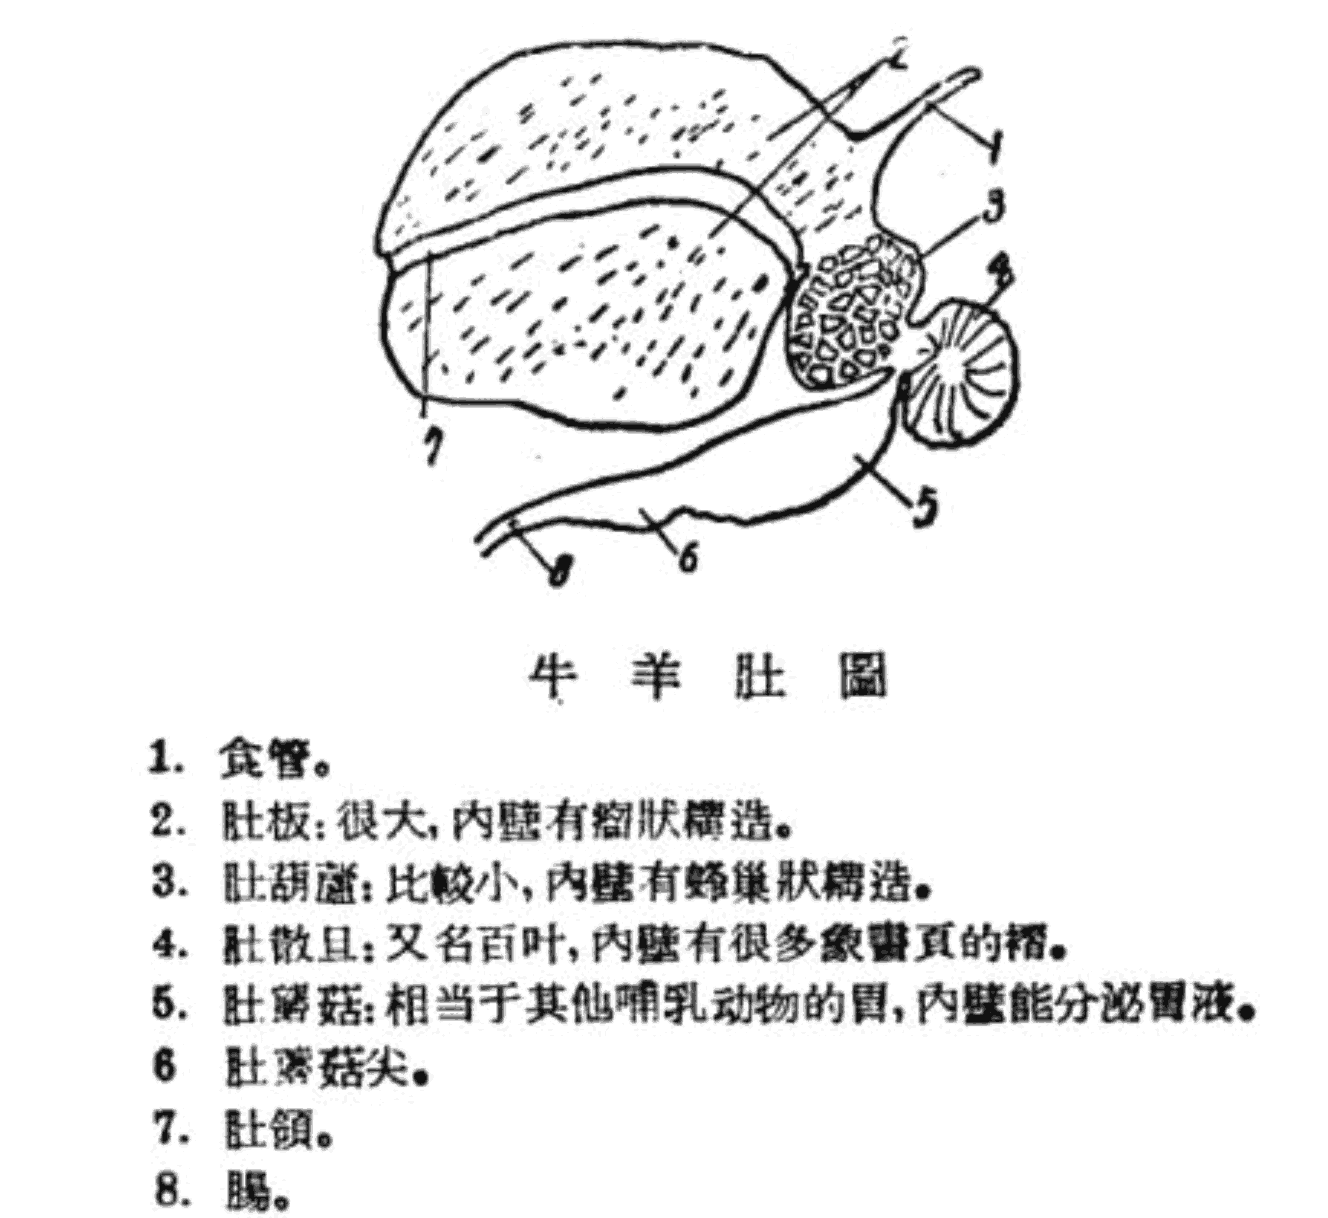 2
1
3
4
7
5
6
8
牛羊肚圖
1. 食管。
2. 肚板：很大，內壁有瘤狀構造。
3. 肚葫蘆：比較小，內壁有蜂巢狀構造。
4. 肚散旦：又名百叶，內壁有很多象書頁的褶。
5. 肚蘑菇：相当于其他哺乳动物的胃，內壁能分泌胃液。
6 肚蘑菇尖。
7. 肚領。
8. 腸。